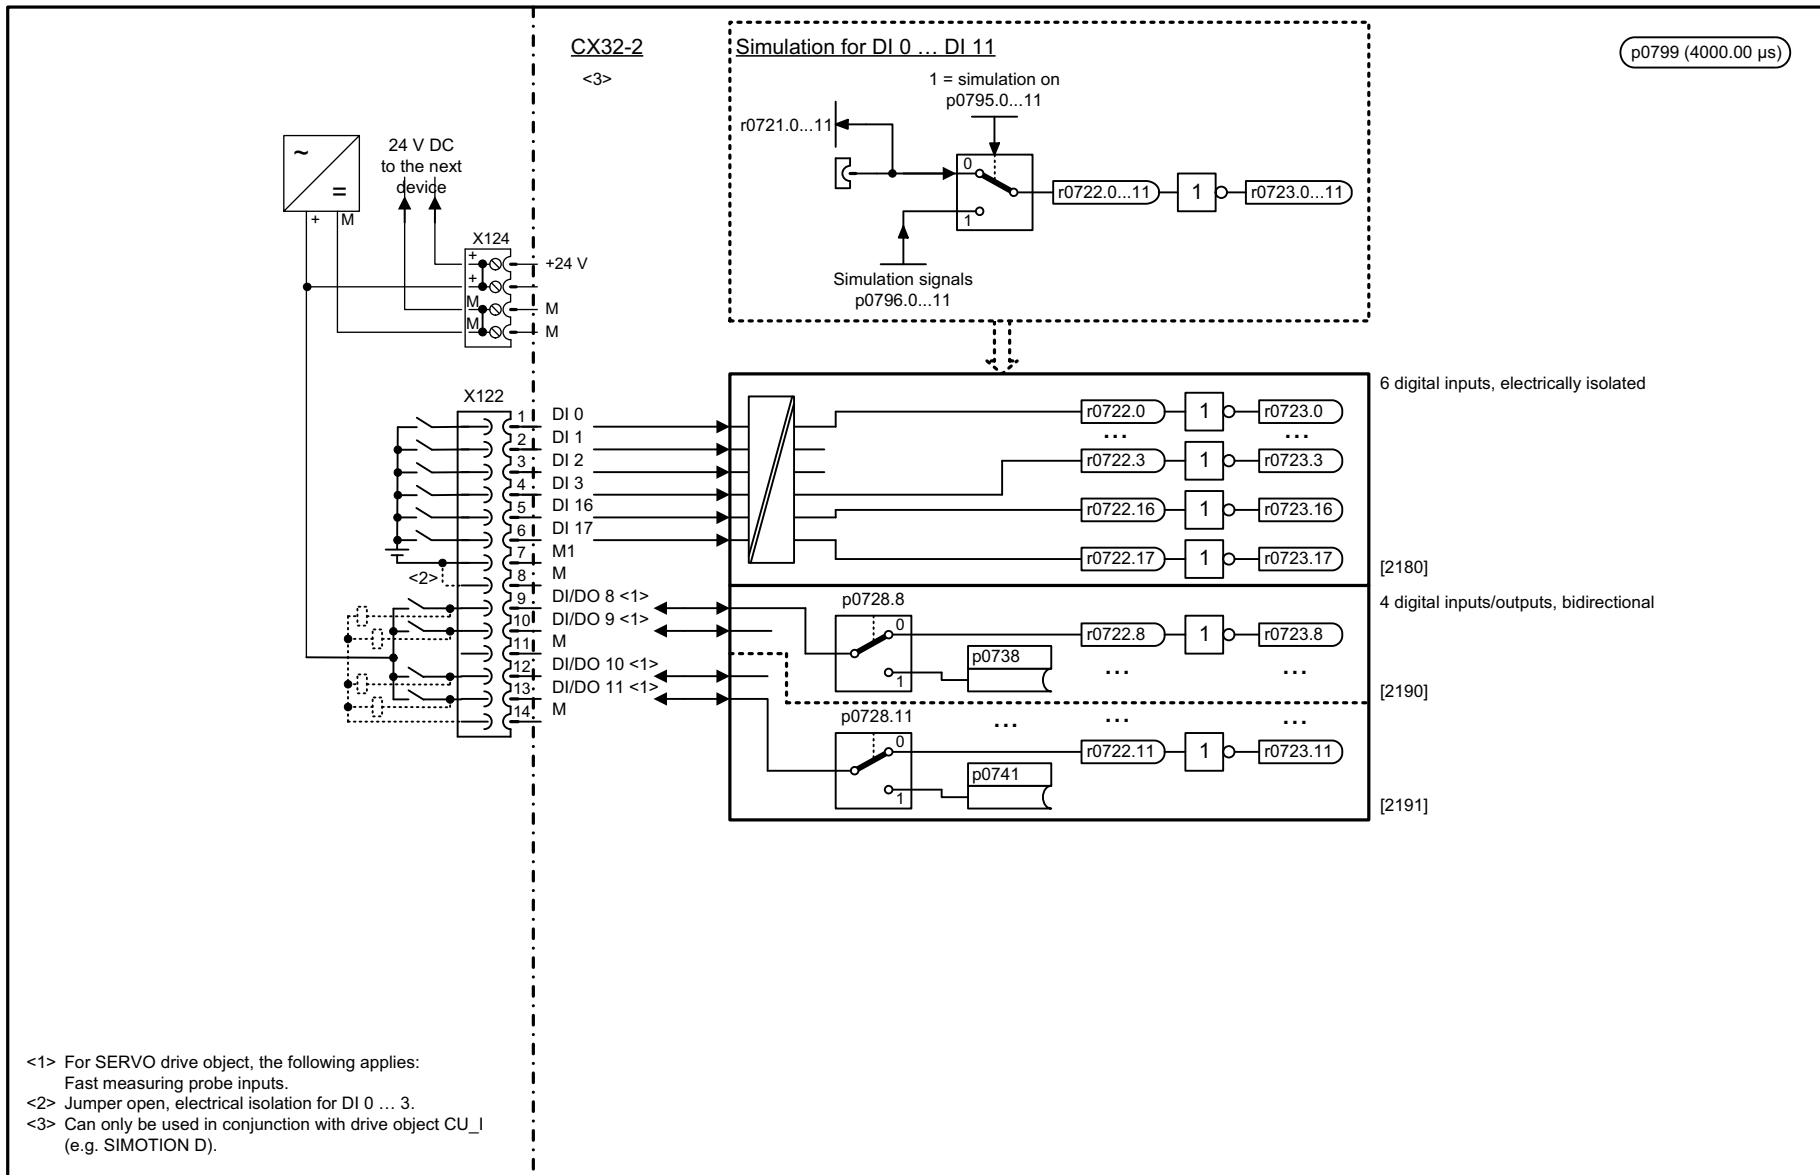 CX32-2
<3>
Simulation for DI 0 … DI 11
p0799 (4000.00 µs)
1 = simulation on
p0795.0...11
r0721.0...11
0
1
r0722.0...11
1
r0723.0...11
Simulation signals
p0796.0...11
~
=
+
M
24 V DC
to the next
device
X124
+
+24 V
+
M
M
M
M
X122
1
DI 0
2
DI 1
3
DI 2
4
DI 3
5
DI 16
6
DI 17
7
M1
8
M
<2>
9
DI/DO 8 <1>
10
DI/DO 9 <1>
11
M
12
DI/DO 10 <1>
13
DI/DO 11 <1>
14
M
6 digital inputs, electrically isolated
r0722.0
1
r0723.0
...
...
r0722.3
1
r0723.3
r0722.16
1
r0723.16
r0722.17
1
r0723.17
[2180]
4 digital inputs/outputs, bidirectional
p0728.8
0
1
r0722.8
1
r0723.8
p0738
...
...
[2190]
p0728.11
...
...
...
0
1
r0722.11
1
r0723.11
p0741
[2191]
<1> For SERVO drive object, the following applies:
Fast measuring probe inputs.
<2> Jumper open, electrical isolation for DI 0 … 3.
<3> Can only be used in conjunction with drive object CU_I
(e.g. SIMOTION D).